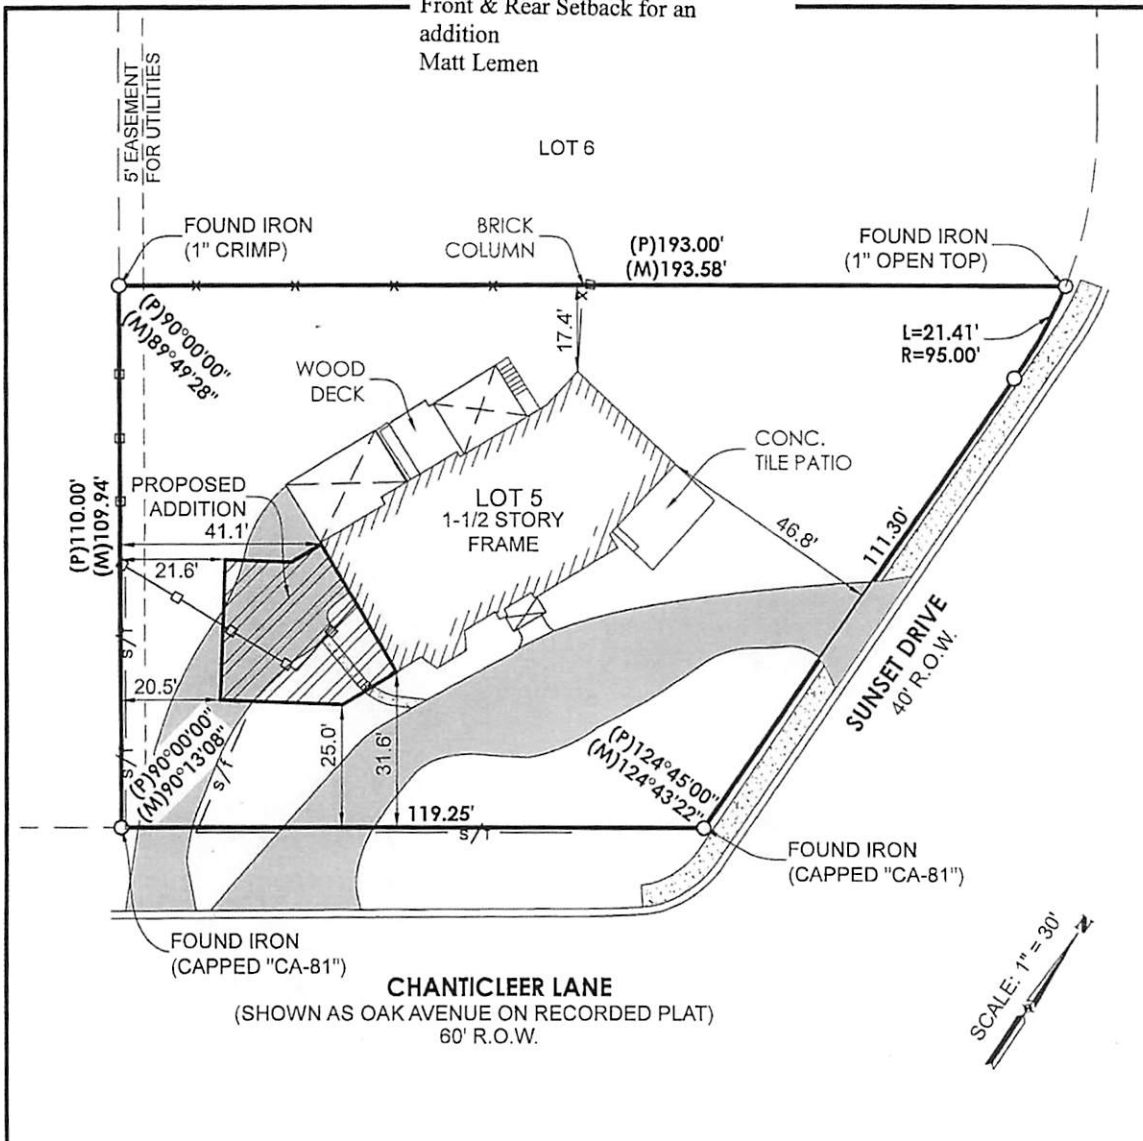 Front & Rear Setback for an
addition
Matt Lemen
5' EASEMENT
FOR UTILITIES
LOT 6
FOUND IRON
(1" CRIMP)
BRICK
COLUMN
(P)193.00'
(M)193.58'
FOUND IRON
(1" OPEN TOP)
(P)90°00'00"
(M)89°49'28"
17.4'
L=21.41'
R=95.00'
WOOD
DECK
CONC.
TILE PATIO
PROPOSED
ADDITION
LOT 5
1-1/2 STORY
FRAME
41.1'
21.6'
(P)110.00'
(M)109.94'
46.8'
111.30'
s/f
20.5'
SUNSET DRIVE
40' R.O.W.
(P)90°00'00"
(M)90°13'08"
s/f
s/f
25.0'
31.6'
(P)124°45'00"
(M)124°43'22"
119.25'
s/f
FOUND IRON
(CAPPED "CA-81")
FOUND IRON
(CAPPED "CA-81")
CHANTICLEER LANE
(SHOWN AS OAK AVENUE ON RECORDED PLAT)
60' R.O.W.
N
SCALE: 1" = 30'